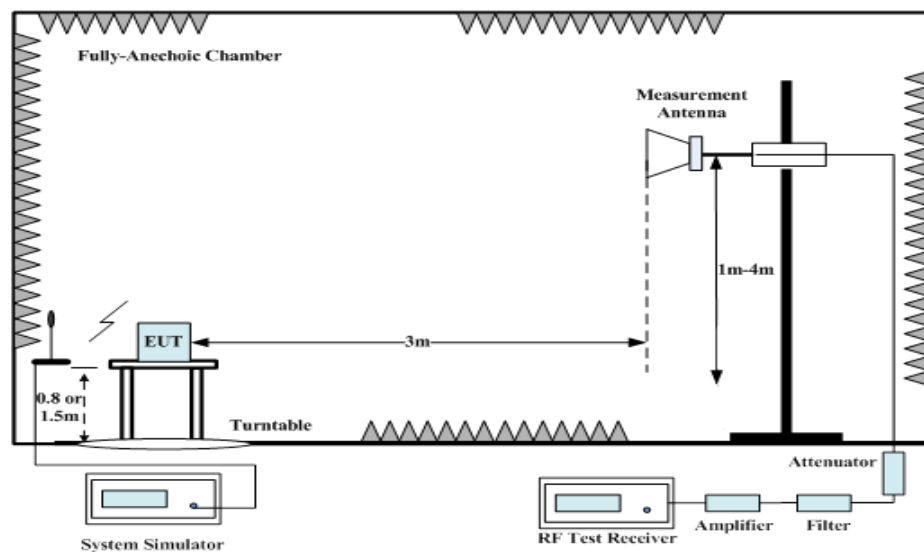 Fully-Anechoic Chamber
Measurement
Antenna
1m-4m
EUT
3m
0.8 or
1.5m
Turntable
Attenuator
System Simulator
RF Test Receiver
Amplifier
Filter